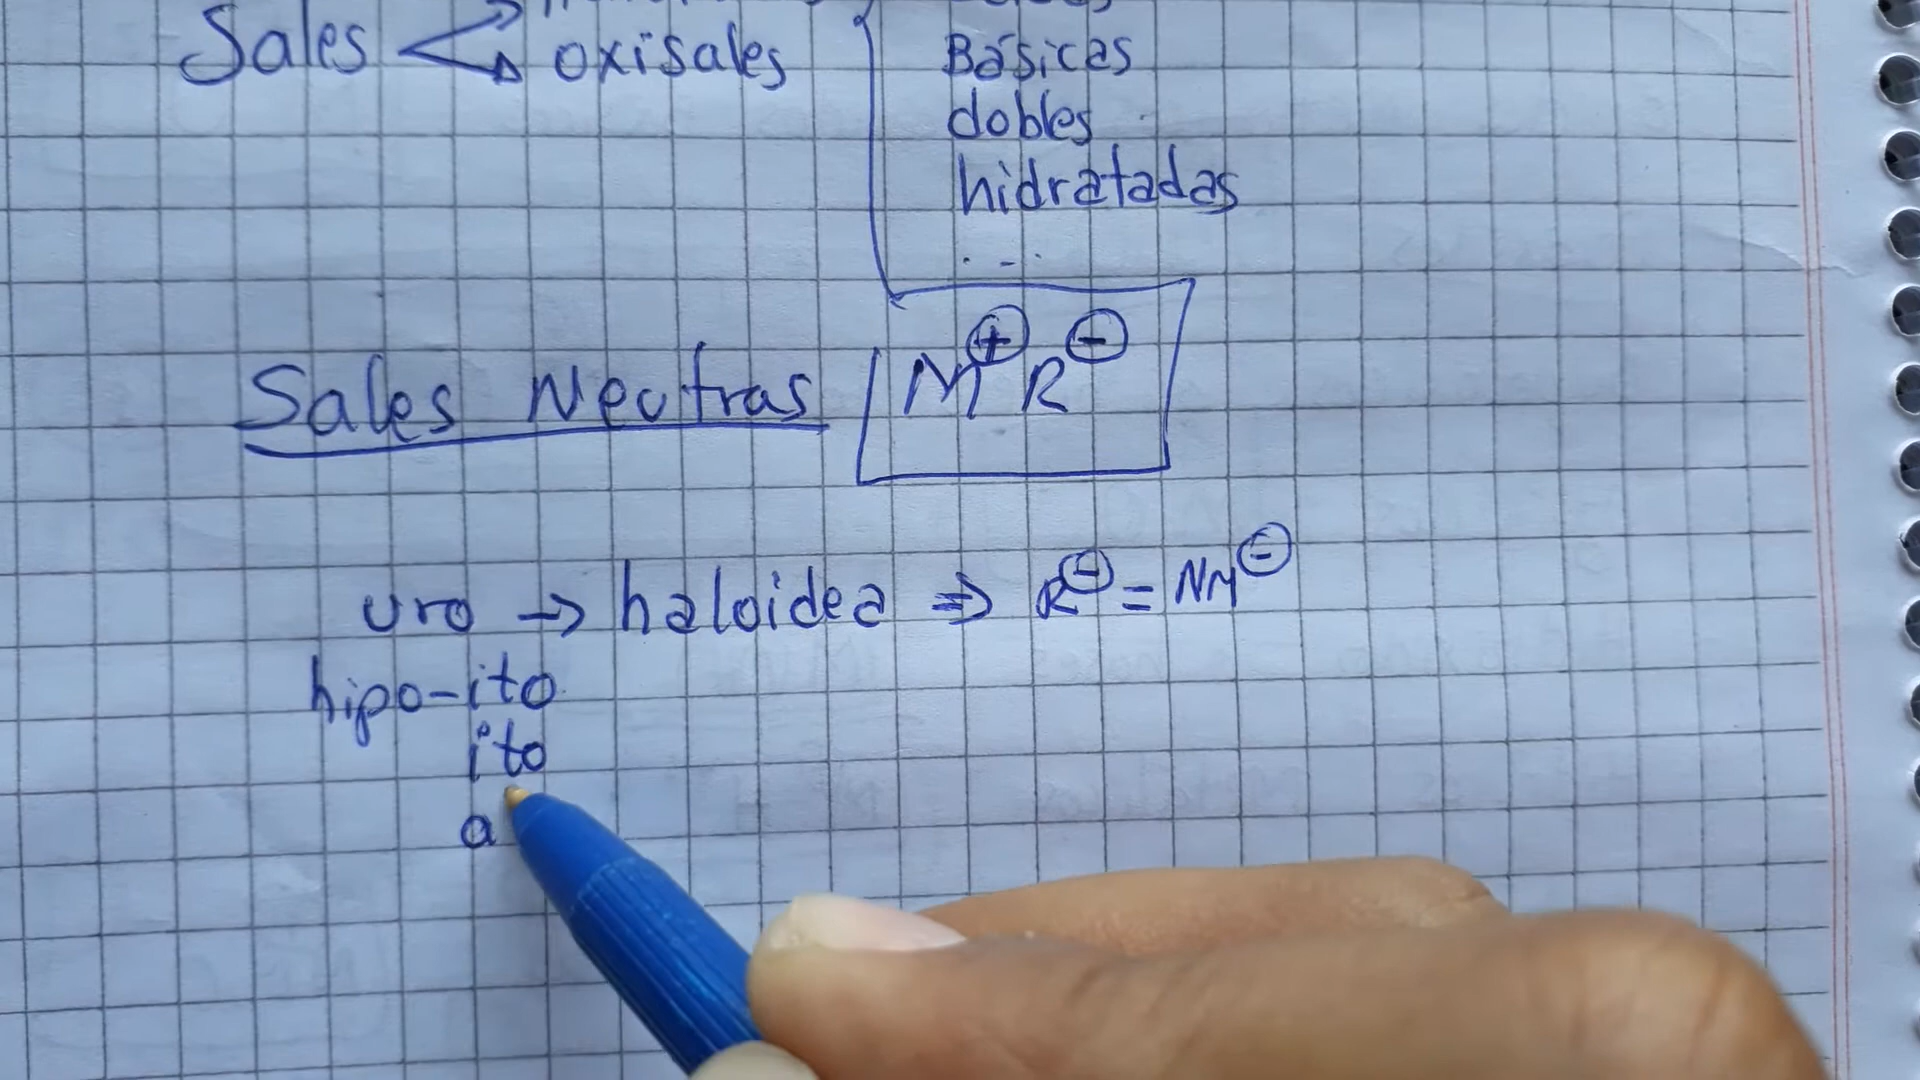 Sales oxisales
Básicas
dobles
hidratadas
...
Sales Neutras M⊕ R⊖
uro → haloidea ⇒ R⊖ = NM⊖
hipo-ito
ito
a